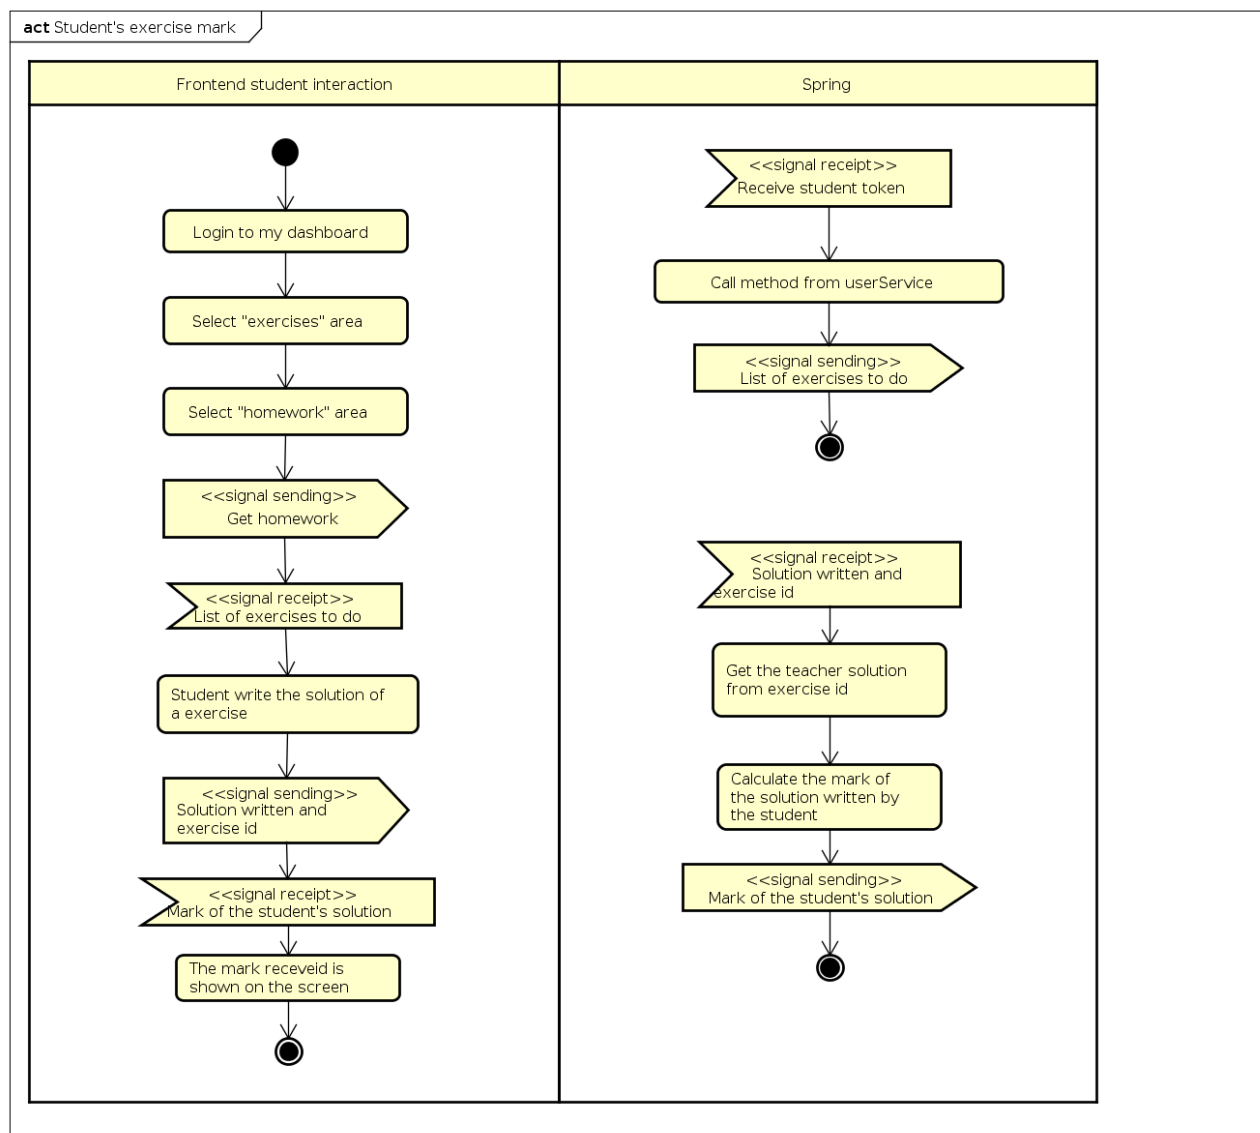 act Student's exercise mark
Frontend student interaction
Login to my dashboard
Select "exercises" area
Select "homework" area
<<signal sending>>
Get homework
<<signal receipt>>
List of exercises to do
Student write the solution of
a exercise
<<signal sending>>
Solution written and
exercise id
<<signal receipt>>
Mark of the student's solution
The mark receveid is
shown on the screen
Spring
<<signal receipt>>
Receive student token
Call method from userService
<<signal sending>>
List of exercises to do
<<signal receipt>>
Solution written and
exercise id
Get the teacher solution
from exercise id
Calculate the mark of
the solution written by
the student
<<signal sending>>
Mark of the student's solution